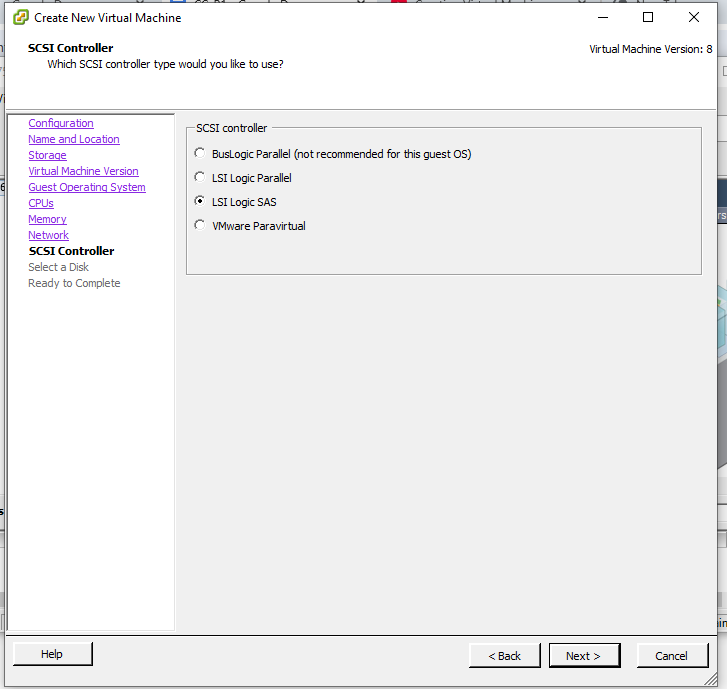 Create New Virtual Machine
SCSI Controller
Which SCSI controller type would you like to use?
Virtual Machine Version: 8
Configuration
Name and Location
Storage
Virtual Machine Version
Guest Operating System
CPUs
Memory
Network
SCSI Controller
Select a Disk
Ready to Complete
SCSI controller
BusLogic Parallel (not recommended for this guest OS)
LSI Logic Parallel
LSI Logic SAS
VMware Paravirtual
Help
< Back
Next >
Cancel